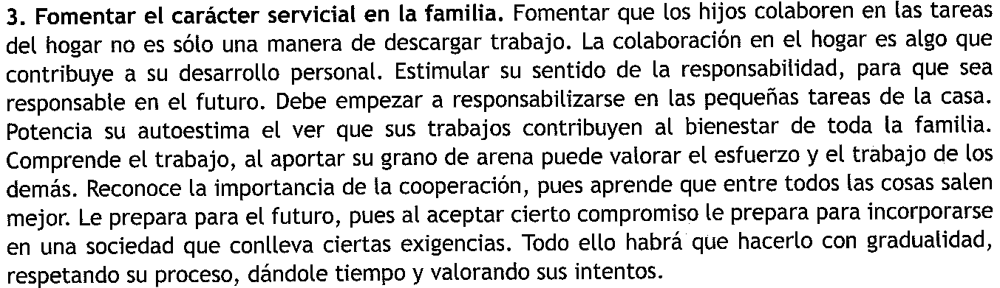 3. Fomentar el carácter servicial en la familia. Fomentar que los hijos colaboren en las tareas
del hogar no es sólo una manera de descargar trabajo. La colaboración en el hogar es algo que
contribuye a su desarrollo personal. Estimular su sentido de la responsabilidad, para que sea
responsable en el futuro. Debe empezar a responsabilizarse en las pequeñas tareas de la casa.
Potencia su autoestima el ver que sus trabajos contribuyen al bienestar de toda la familia.
Comprende el trabajo, al aportar su grano de arena puede valorar el esfuerzo y el trabajo de los
demás. Reconoce la importancia de la cooperación, pues aprende que entre todos las cosas salen
mejor. Le prepara para el futuro, pues al aceptar cierto compromiso le prepara para incorporarse
en una sociedad que conlleva ciertas exigencias. Todo ello habrá que hacerlo con gradualidad,
respetando su proceso, dándole tiempo y valorando sus intentos.